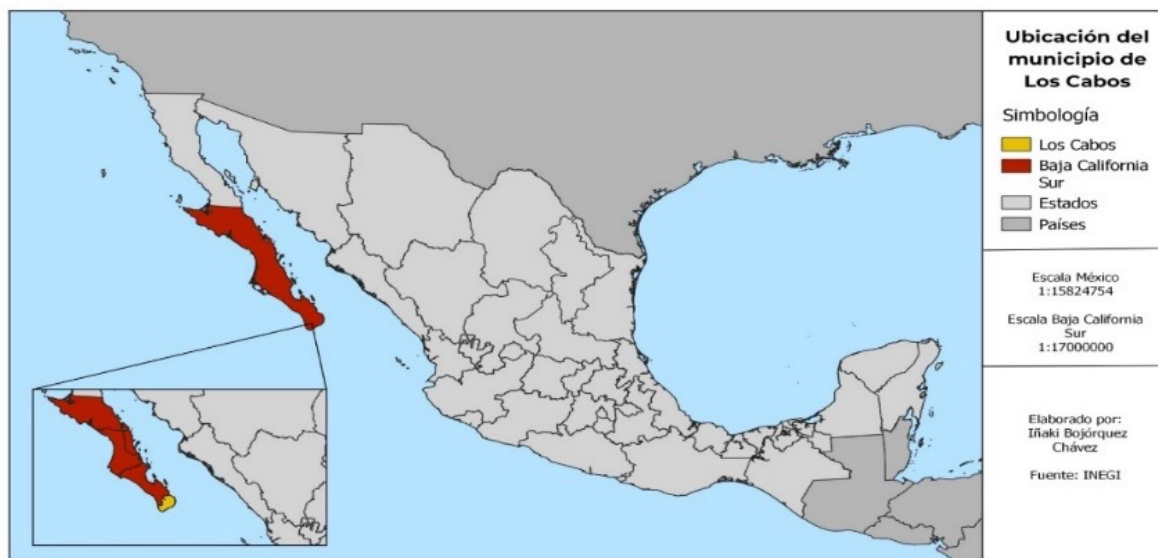 Ubicación del
municipio de
Los Cabos
Simbología
Los Cabos
Baja California
Sur
Estados
Países
Escala México
1:15824754
Escala Baja California
Sur
1:17000000
Elaborado por:
Iñaki Bojórquez
Chávez
Fuente: INEGI